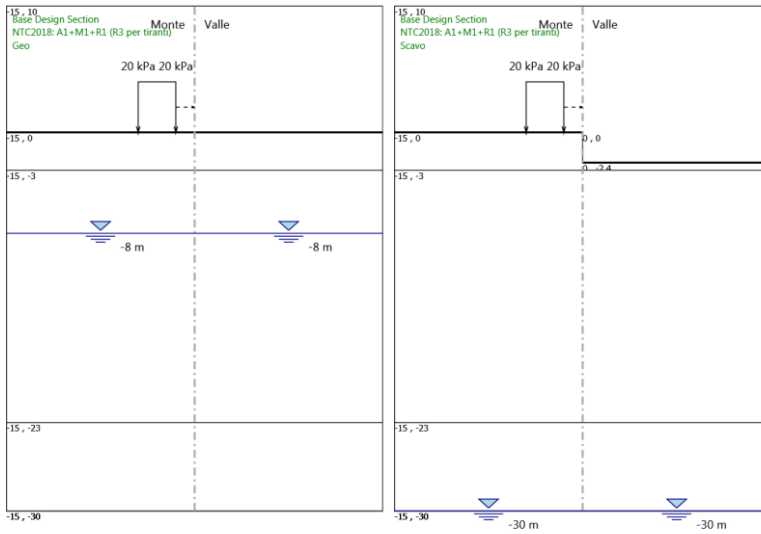 -15 , 10
Base Design Section
NTC2018: A1+M1+R1 (R3 per tiranti)
Geo
Monte
Valle
20 kPa 20 kPa
-15 , 0
-15 , -3
-8 m
-8 m
-15 , -23
-15 , -30
-15 , 10
Base Design Section
NTC2018: A1+M1+R1 (R3 per tiranti)
Scavo
Monte
Valle
20 kPa 20 kPa
-15 , 0
0 , 0
0 , -2.4
-15 , -3
-15 , -23
-15 , -30
-30 m
-30 m